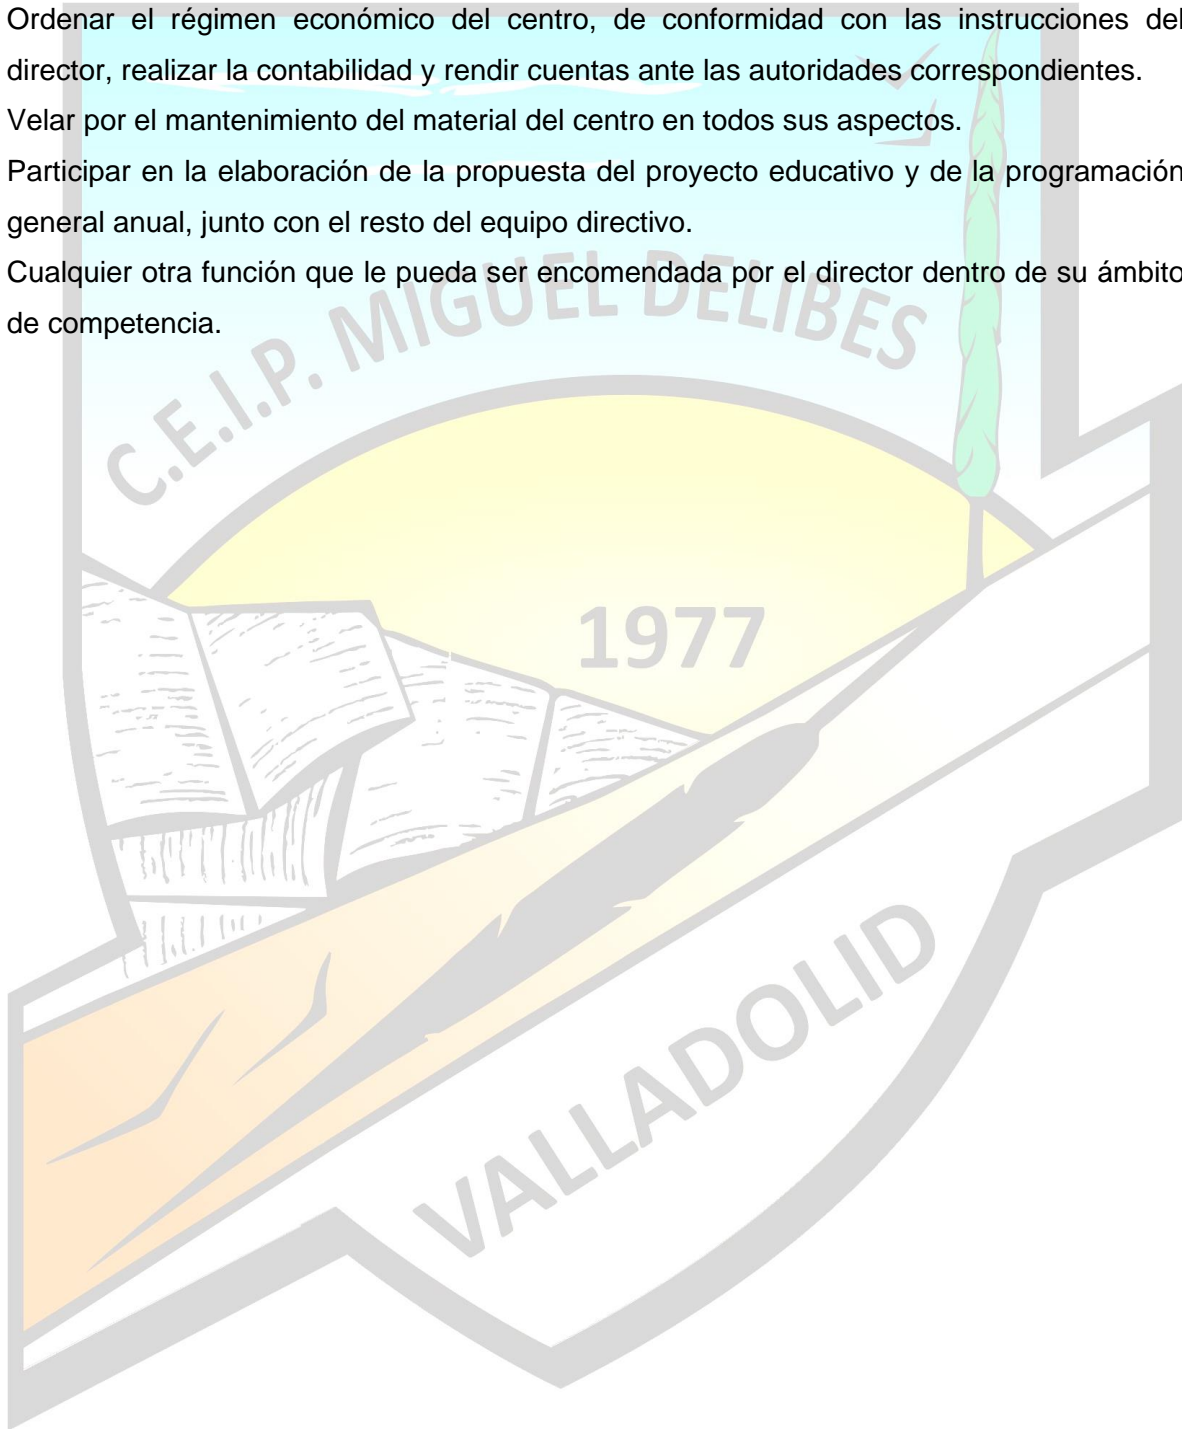 Ordenar el régimen económico del centro, de conformidad con las instrucciones del
director, realizar la contabilidad y rendir cuentas ante las autoridades correspondientes.
Velar por el mantenimiento del material del centro en todos sus aspectos.
Participar en la elaboración de la propuesta del proyecto educativo y de la programación
general anual, junto con el resto del equipo directivo.
Cualquier otra función que le pueda ser encomendada por el director dentro de su ámbito
de competencia.
C.E.I.P. MIGUEL DELIBES
1977
VALLADOLID